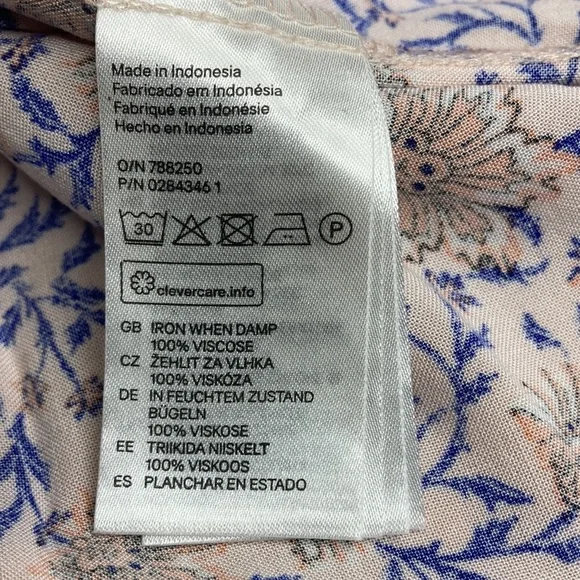 Made in Indonesia
Fabricado em Indonésia
Fabriqué en Indonésie
Hecho en Indonesia
O/N 788250
P/N 0284346 1
30 P
clevercare.info
GB IRON WHEN DAMP
100% VISCOSE
CZ ŽEHLIT ZA VLHKA
100% VISKÓZA
DE IN FEUCHTEM ZUSTAND
BÜGELN
100% VISKOSE
EE TRIIKIDA NIISKELT
100% VISKOOS
ES PLANCHAR EN ESTADO